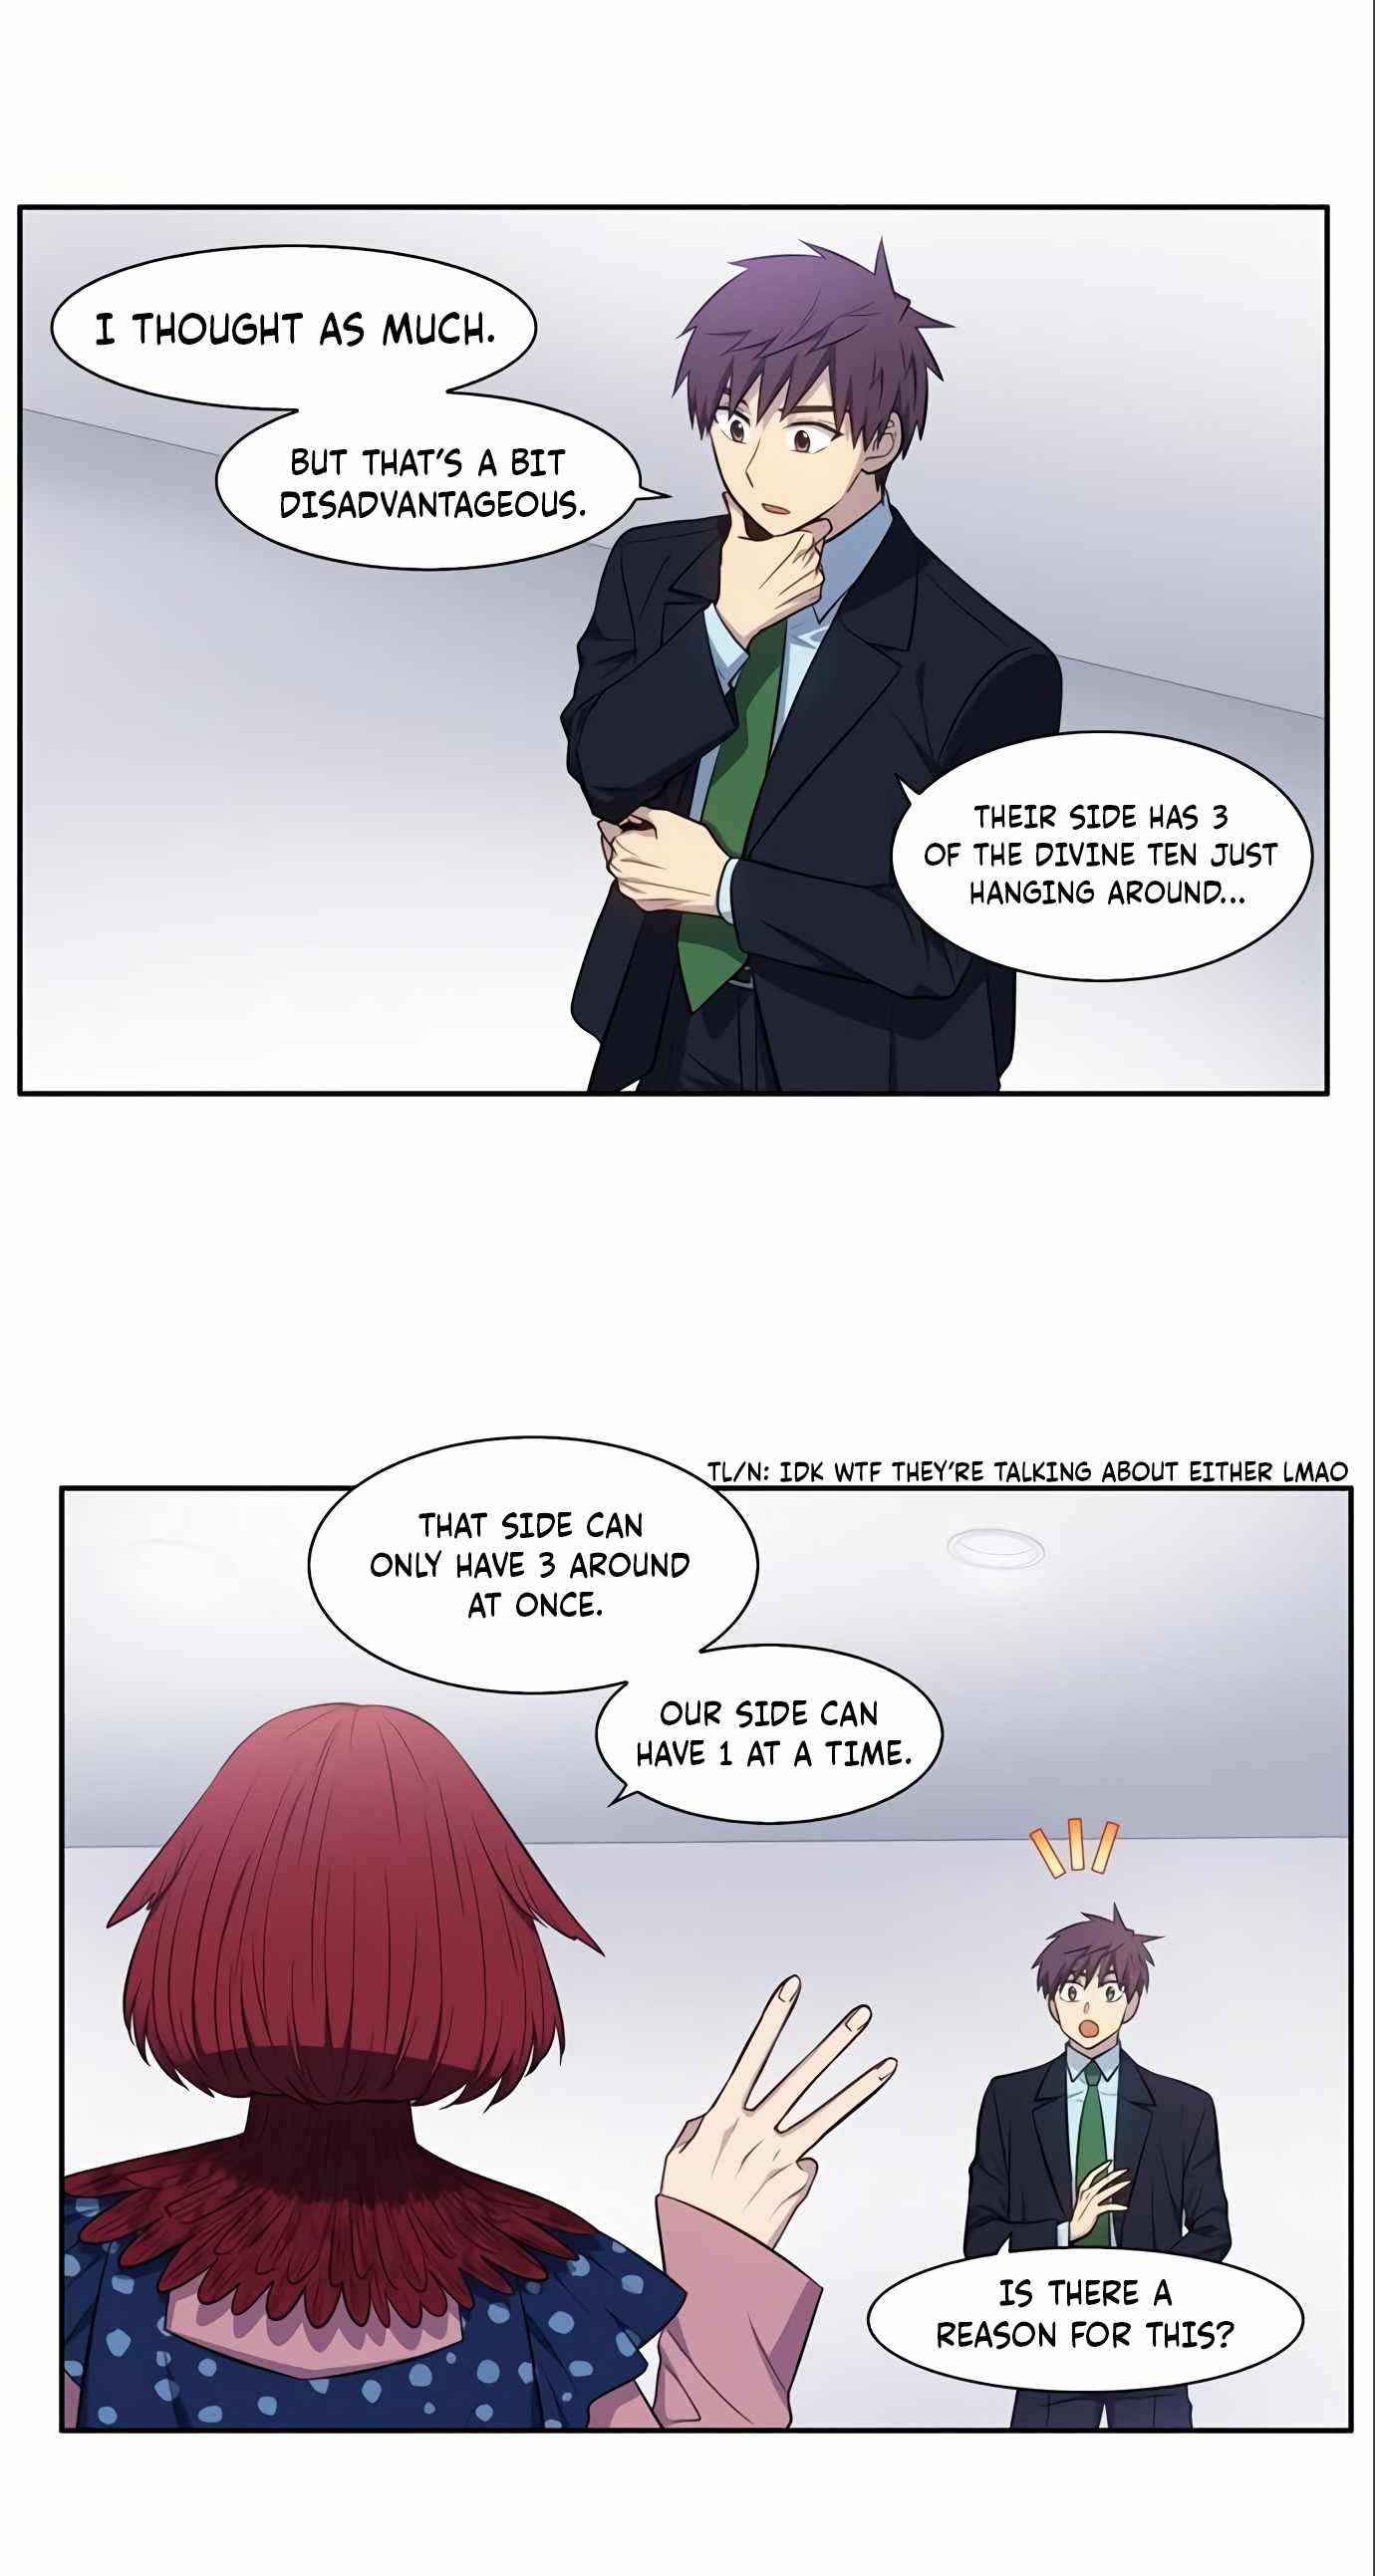 I THOUGHT AS MUCH.
BUT THAT'S A BIT
DISADVANTAGEOUS.
THEIR SIDE HAS 3
OF THE DIVINE TEN JUST
HANGING AROUND...
TL/N: IDK WTF THEY'RE TALKING ABOUT EITHER LMAO
THAT SIDE CAN
ONLY HAVE 3 AROUND
AT ONCE.
OUR SIDE CAN
HAVE 1 AT A TIME.
IS THERE A
REASON FOR THIS?